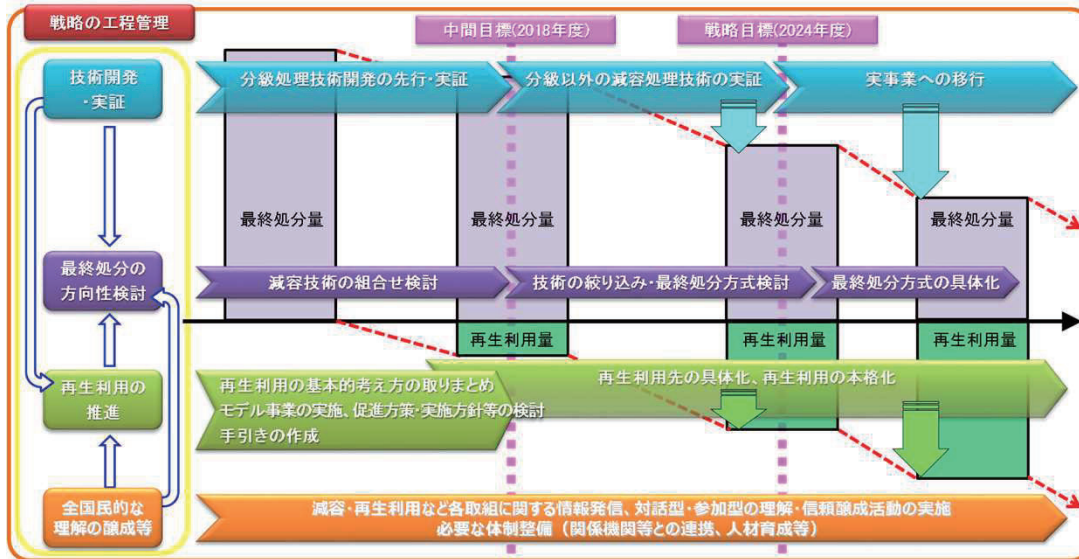 戦略の工程管理
中間目標(2018年度)
戦略目標(2024年度)
技術開発
・実証
分級処理技術開発の先行・実証
分級以外の減容処理技術の実証
実事業への移行
最終処分量
最終処分量
最終処分量
最終処分量
最終処分の
方向性検討
減容技術の組合せ検討
技術の絞り込み・最終処分方式検討
最終処分方式の具体化
再生利用量
再生利用量
再生利用量
再生利用の
推進
再生利用の基本的考え方の取りまとめ
モデル事業の実施、促進方策・実施方針等の検討
手引きの作成
再生利用先の具体化、再生利用の本格化
全国民的な
理解の醸成等
減容・再生利用など各取組に関する情報発信、対話型・参加型の理解・信頼醸成活動の実施
必要な体制整備（関係機関等との連携、人材育成等）